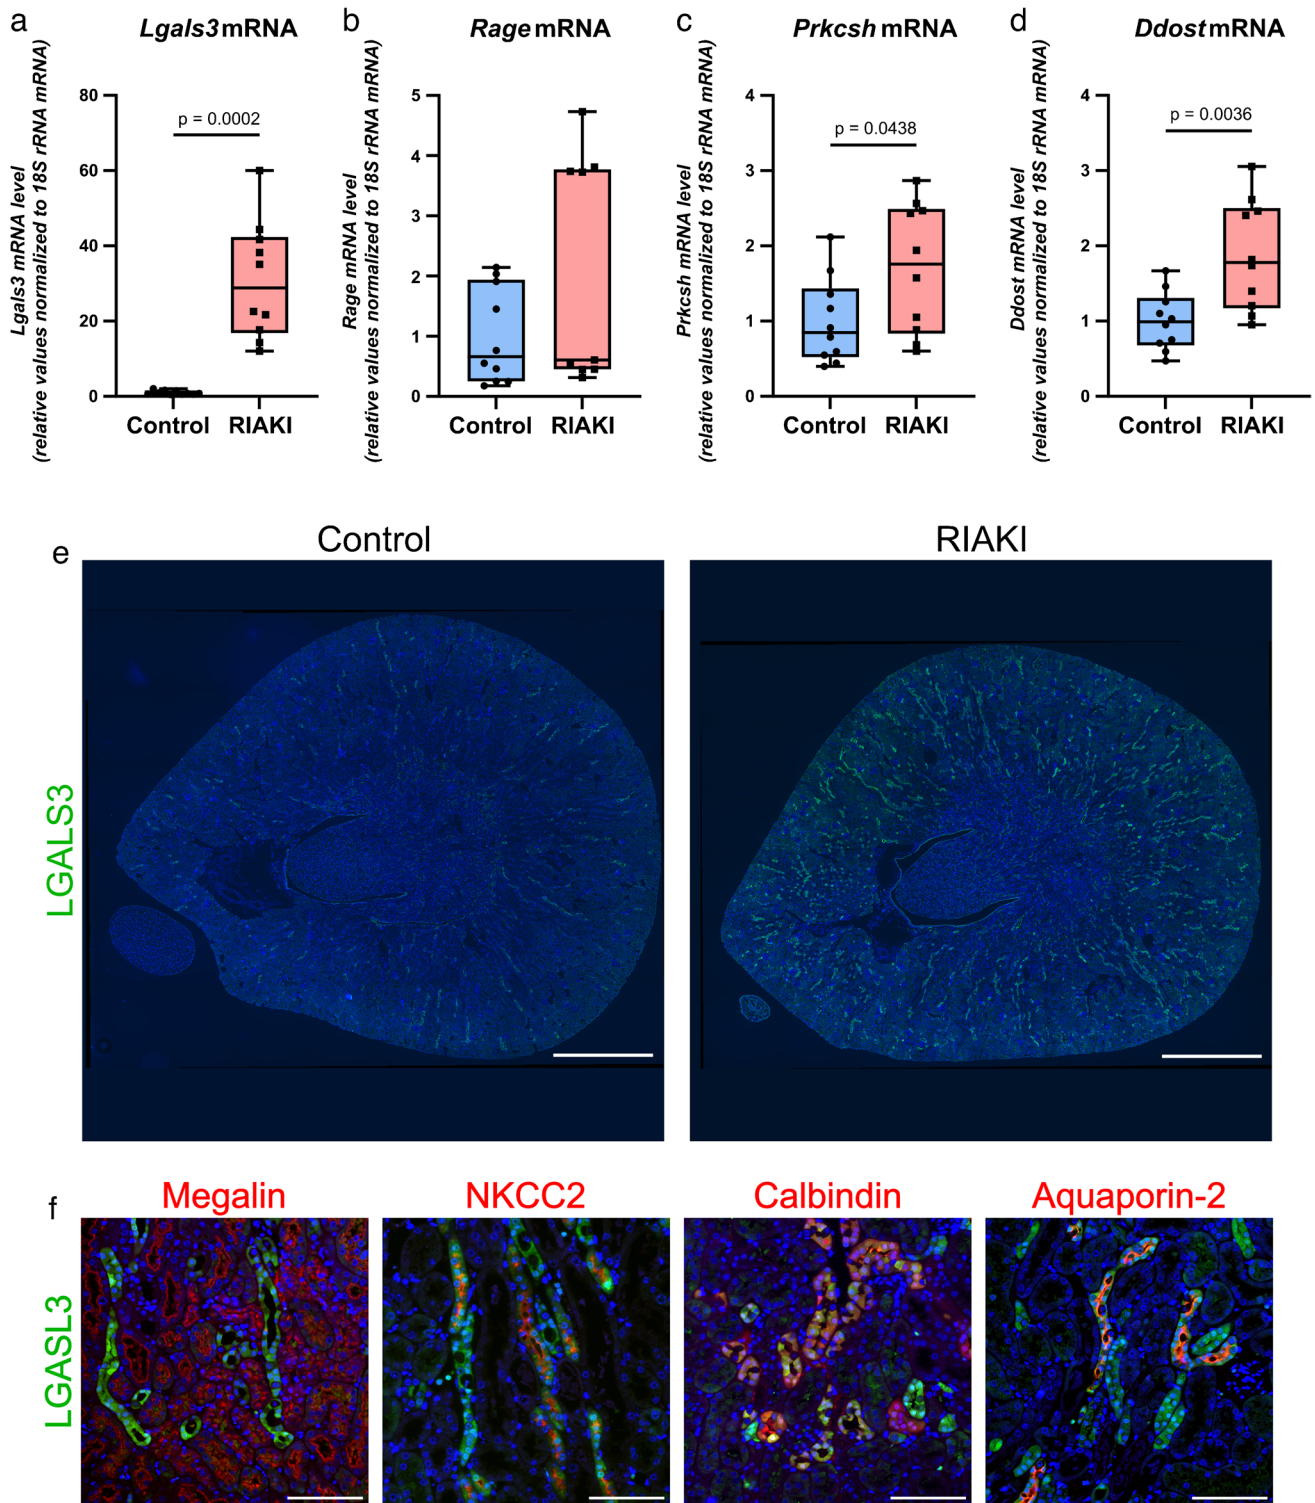 a
Lgals3 mRNA
Lgals3 mRNA level
(relative values normalized to 18S rRNA mRNA)
80
60
40
20
0
p = 0.0002
Control
RIAKI
b
Rage mRNA
Rage mRNA level
(relative values normalized to 18S rRNA mRNA)
5
4
3
2
1
0
Control
RIAKI
c
Prkcsh mRNA
Prkcsh mRNA level
(relative values normalized to 18S rRNA mRNA)
4
3
2
1
0
p = 0.0438
Control
RIAKI
d
Ddost mRNA
Ddost mRNA level
(relative values normalized to 18S rRNA mRNA)
4
3
2
1
0
p = 0.0036
Control
RIAKI
e
Control
RIAKI
LGALS3
f
Megalin
NKCC2
Calbindin
Aquaporin-2
LGASL3